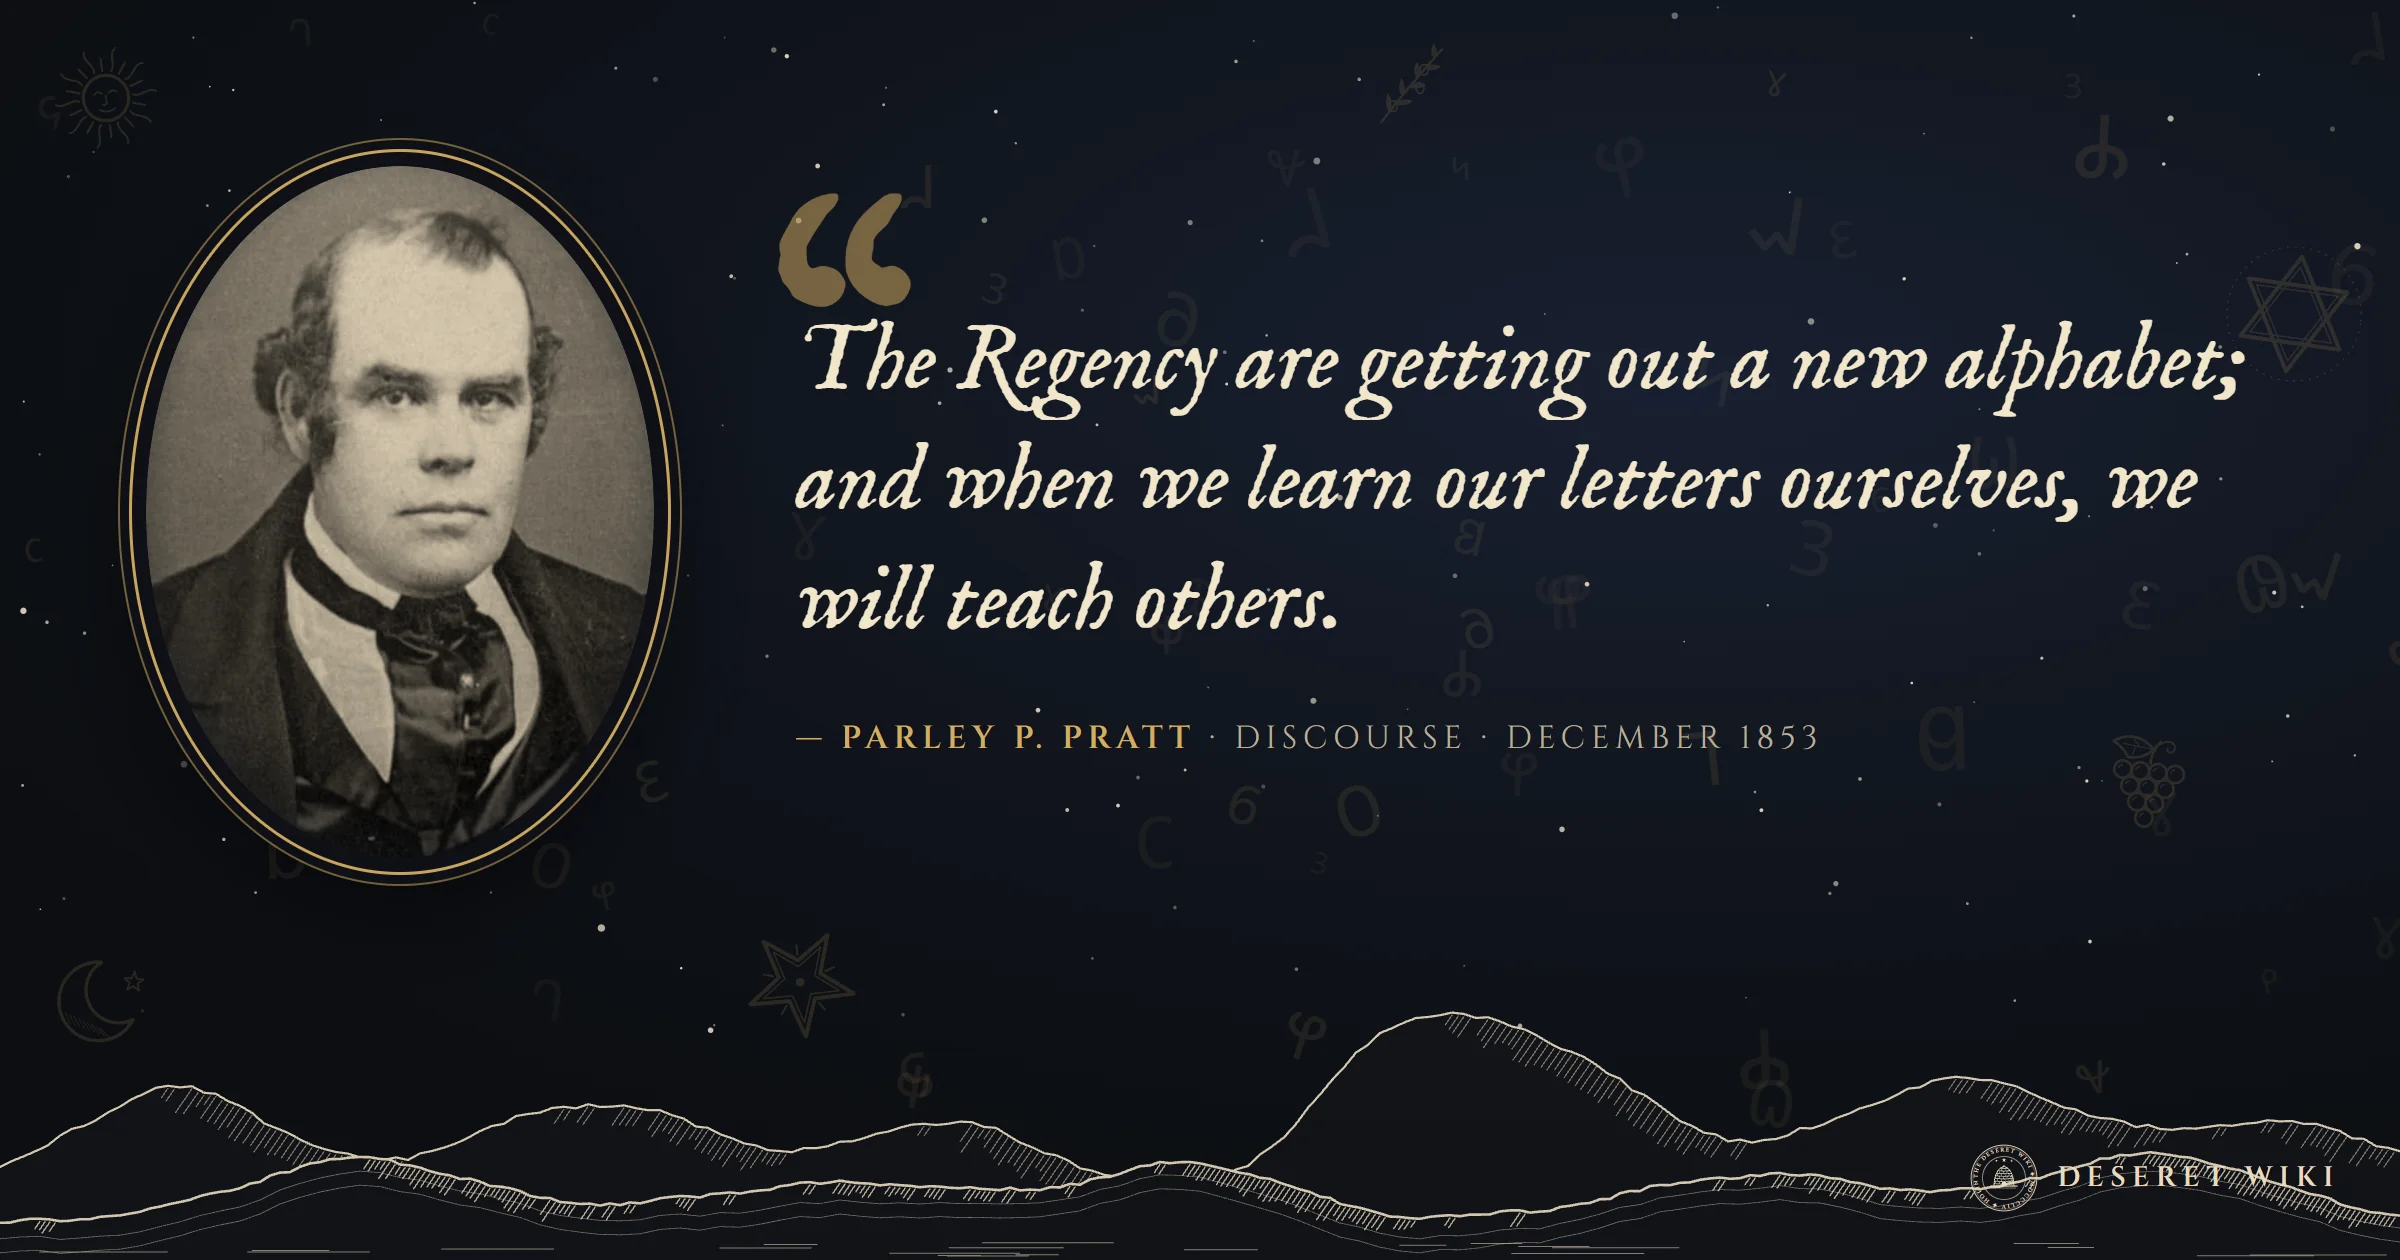 “
The Regency are getting out a new alphabet;
and when we learn our letters ourselves, we
will teach others.
— PARLEY P. PRATT · DISCOURSE · DECEMBER 1853
DESERET WIKI